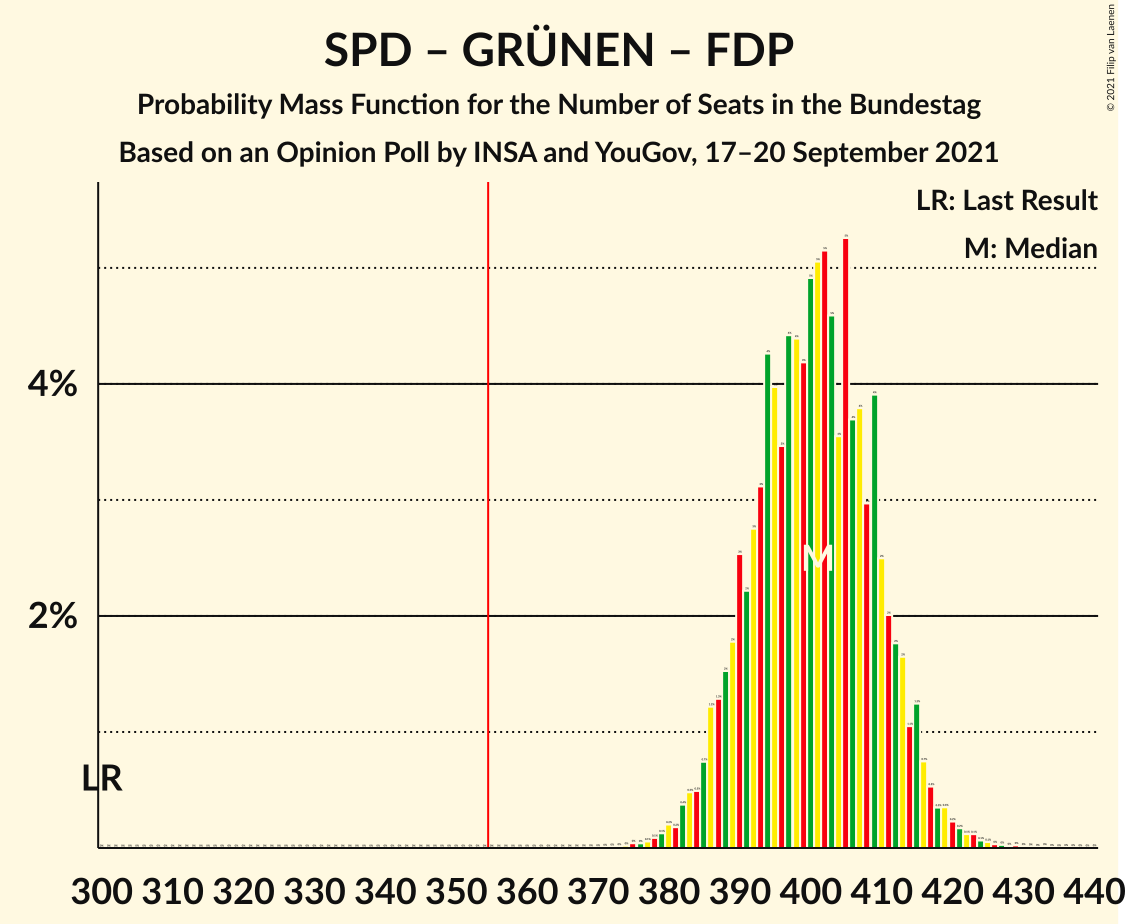 SPD – GRÜNEN – FDP
Probability Mass Function for the Number of Seats in the Bundestag
Based on an Opinion Poll by INSA and YouGov, 17–20 September 2021
© 2021 Filip van Laenen
LR: Last Result
M: Median
4%
2%
M
LR
300 310 320 330 340 350 360 370 380 390 400 410 420 430 440